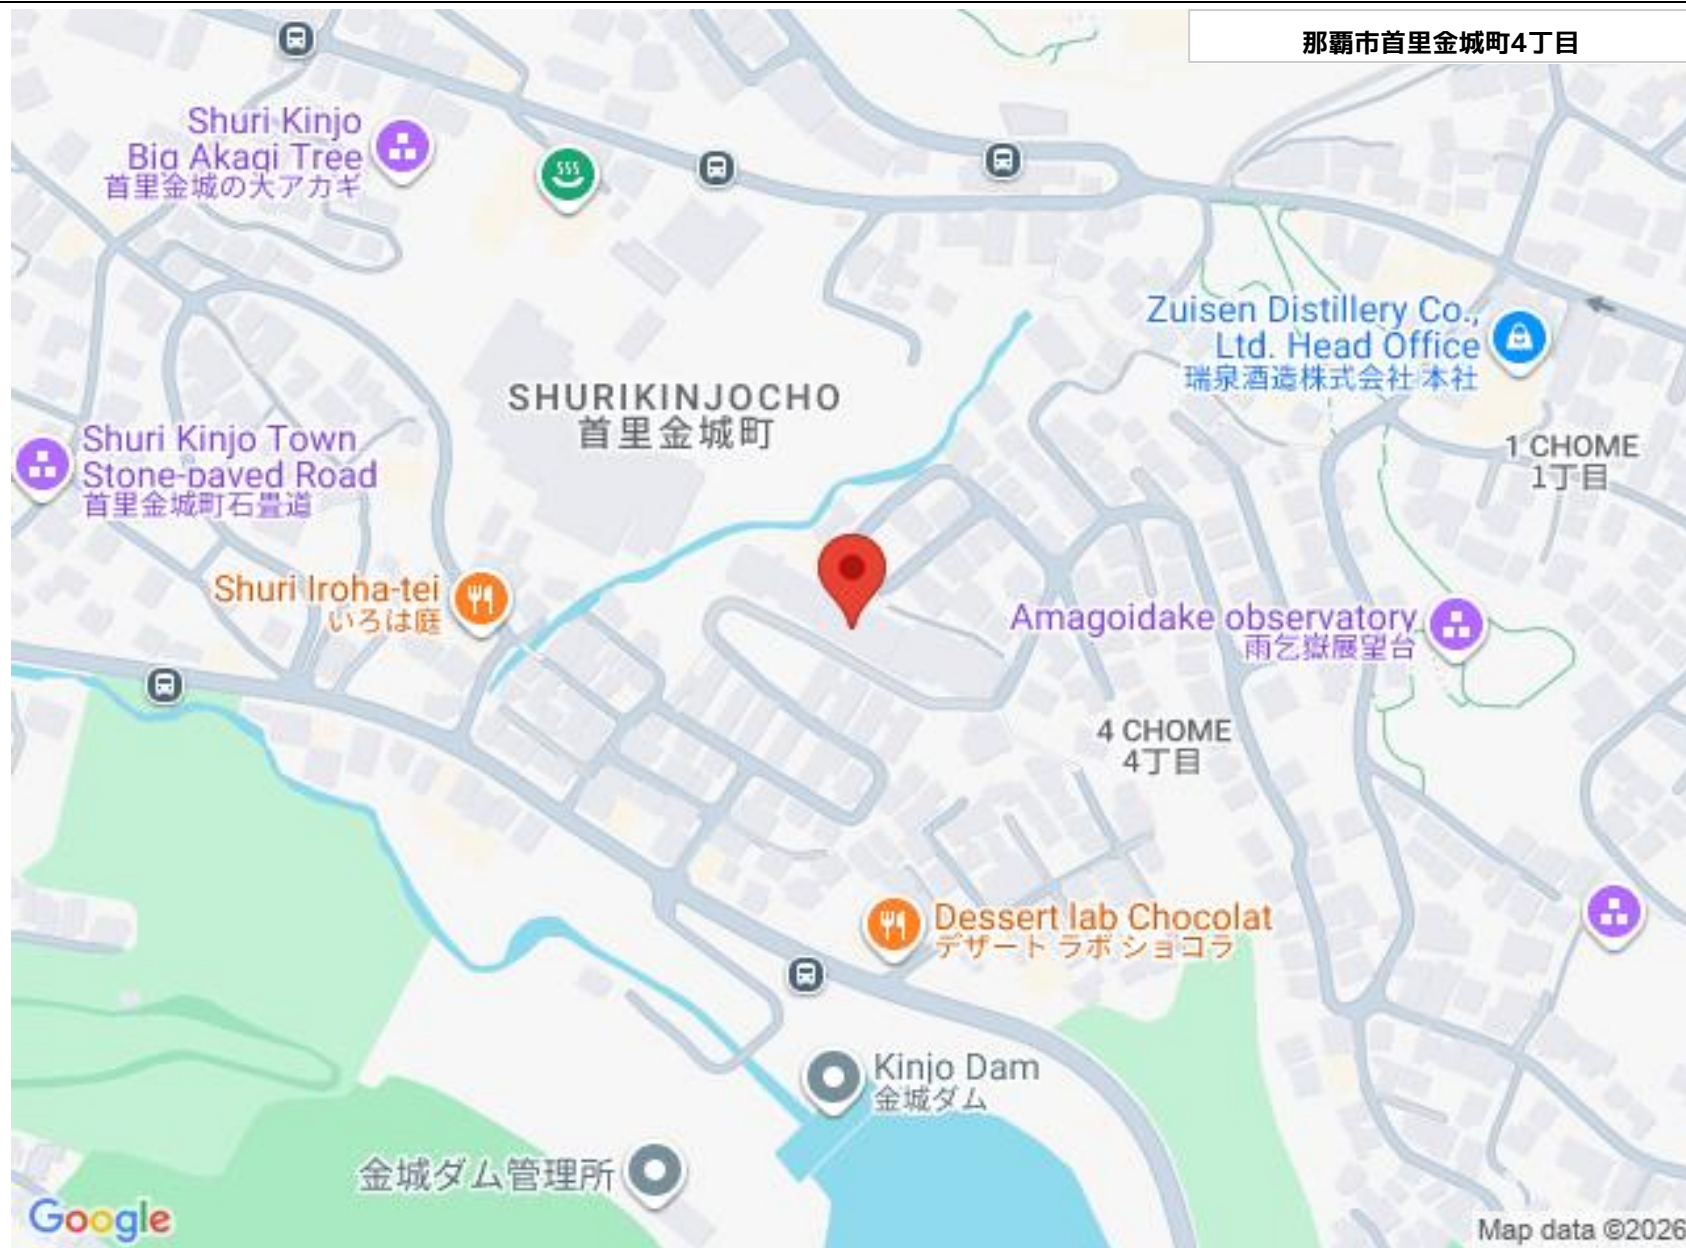 那覇市首里金城町4丁目
Shuri Kinjo
Big Akagi Tree
首里金城の大アカギ
Zuisen Distillery Co.,
Ltd. Head Office
瑞泉酒造株式会社 本社
SHURIKINJOCHO
首里金城町
Shuri Kinjo Town
Stone-paved Road
首里金城町石畳道
1 CHOME
1丁目
Shuri Iroha-tei
いろは庭
Amagoidake observatory
雨乞嶽展望台
4 CHOME
4丁目
Dessert lab Chocolat
デザート ラボ ショコラ
Kinjo Dam
金城ダム
金城ダム管理所
Google
Map data ©2026